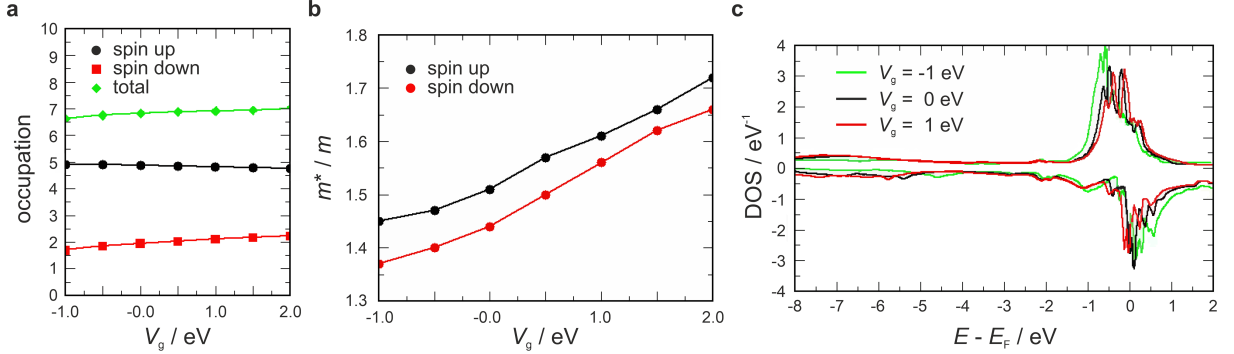 a
10
9
8
7
6
5
4
3
2
1
0
occupation
spin up
spin down
total
-1.0
-0.0
1.0
2.0
Vg / eV
b
1.8
1.7
1.6
1.5
1.4
1.3
m* / m
spin up
spin down
-1.0
-0.0
1.0
2.0
Vg / eV
c
4
3
2
1
0
0
-1
-2
-3
-4
DOS / eV-1
Vg = -1 eV
Vg = 0 eV
Vg = 1 eV
-8
-7
-6
-5
-4
-3
-2
-1
0
1
2
E - EF / eV